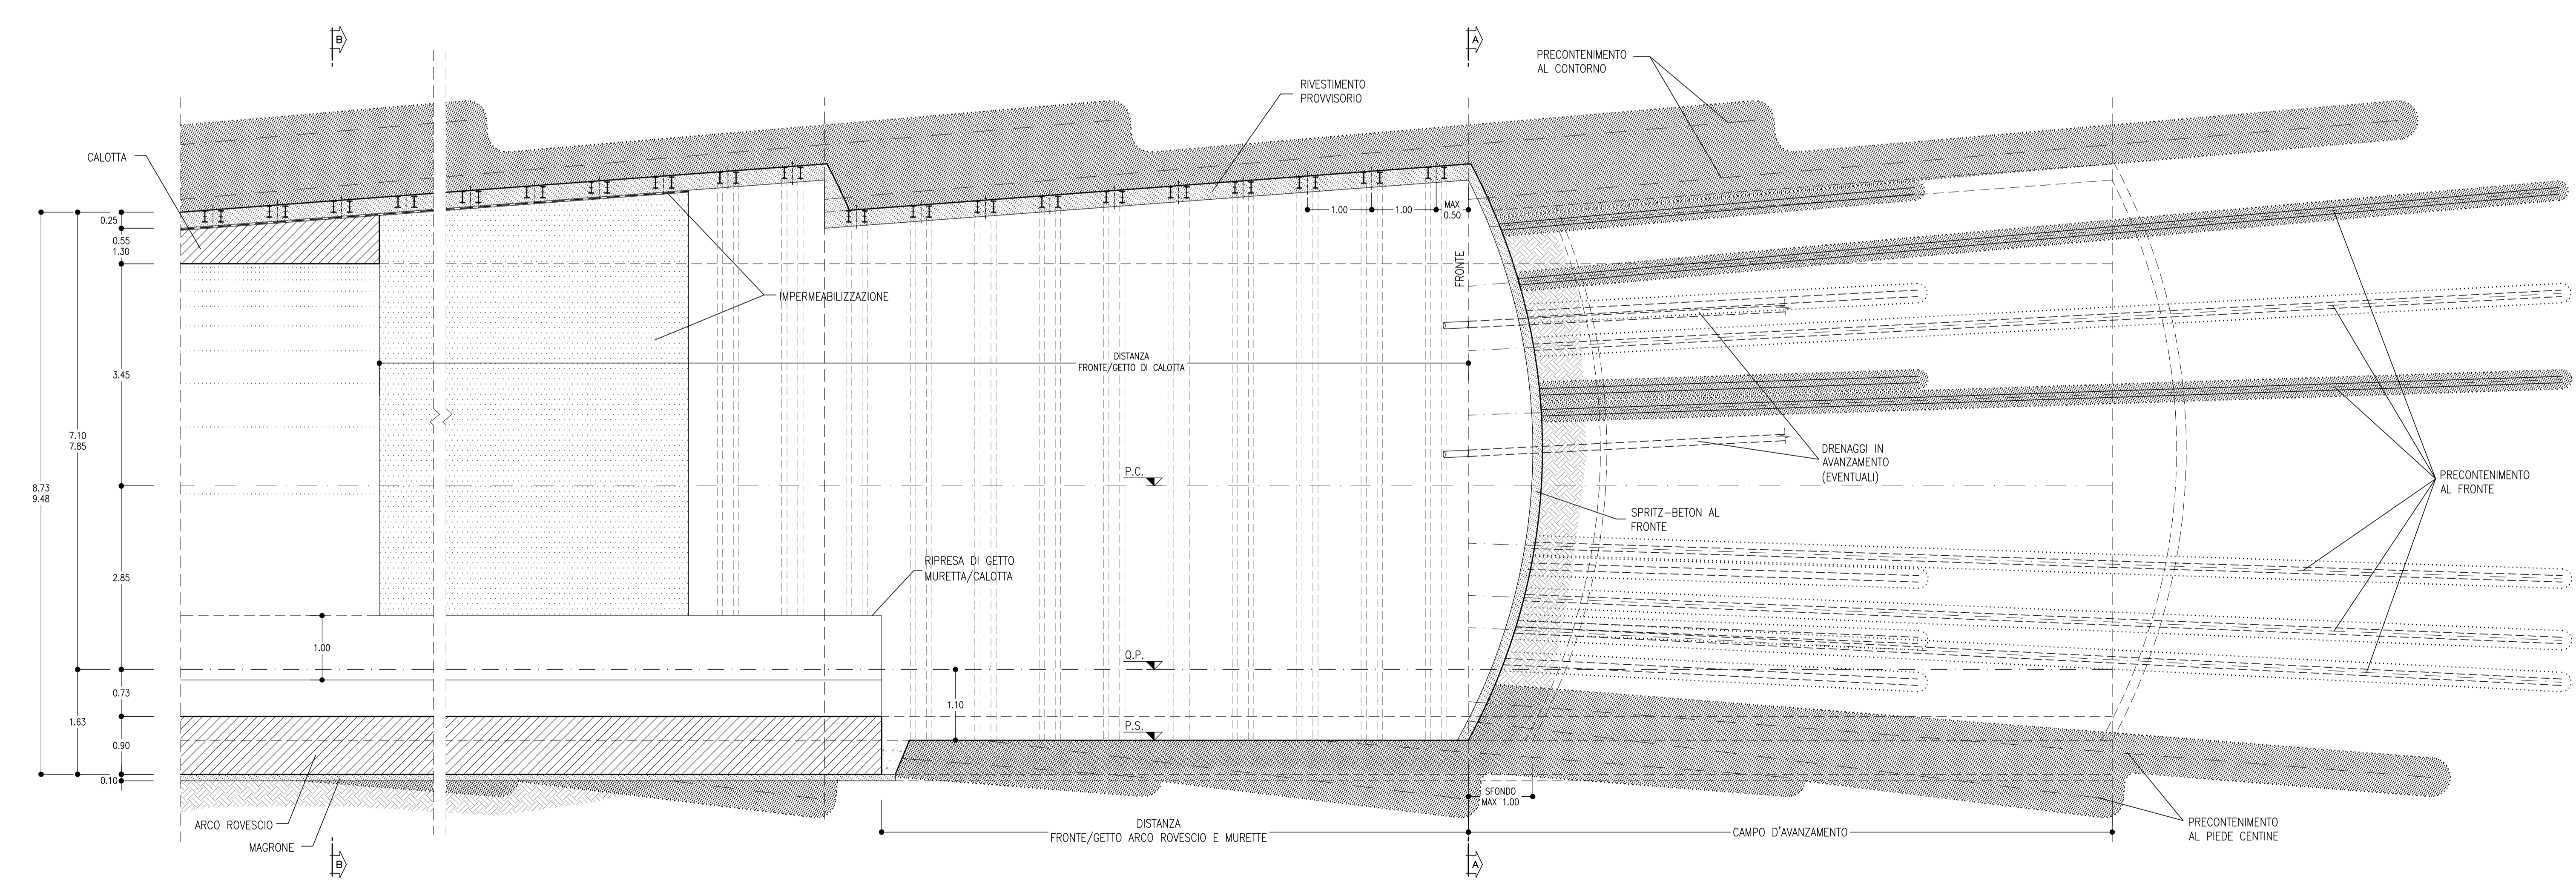 B
A
PRECONTENIMENTO
AL CONTORNO
RIVESTIMENTO
PROVVISORIO
CALOTTA
0.25
0.55
1.30
1.00
1.00
MAX
0.50
FRONTE
IMPERMEABILIZZAZIONE
DISTANZA
FRONTE/GETTO DI CALOTTA
3.45
7.10
7.85
8.73
9.48
P.C.
DRENAGGI IN
AVANZAMENTO
(EVENTUALI)
PRECONTENIMENTO
AL FRONTE
SPRITZ-BETON AL
FRONTE
RIPRESA DI GETTO
MURETTA/CALOTTA
2.85
1.00
Q.P.
0.73
1.10
1.63
P.S.
0.90
0.10
SFONDO
MAX 1.00
ARCO ROVESCIO
MAGRONE
DISTANZA
FRONTE/GETTO ARCO ROVESCIO E MURETTE
CAMPO D'AVANZAMENTO
PRECONTENIMENTO
AL PIEDE CENTINE
B
A